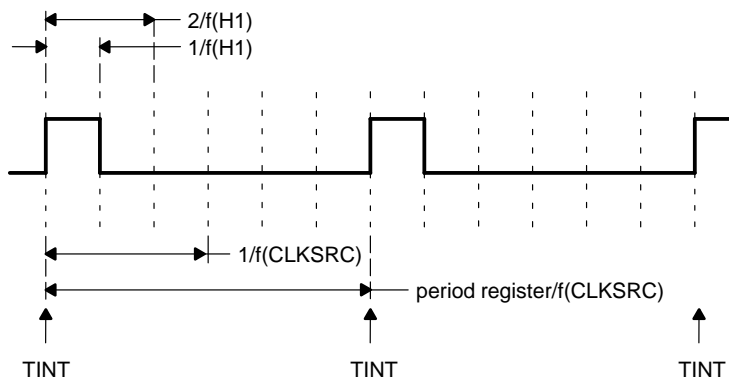 2/f(H1)
1/f(H1)
1/f(CLKSRC)
period register/f(CLKSRC)
TINT TINT TINT